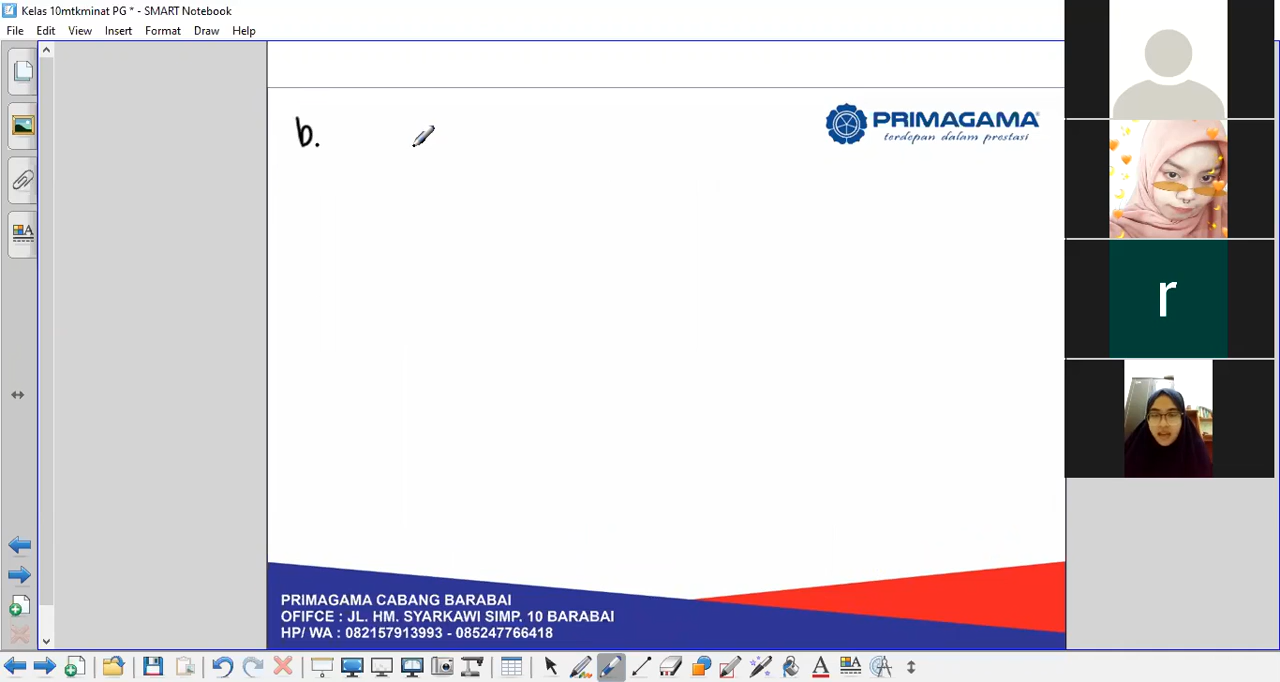 Kelas 10mtkminat PG * - SMART Notebook
File Edit View Insert Format Draw Help
b.
PRIMAGAMA
terdepan dalam prestasi
r
PRIMAGAMA CABANG BARABAI
OFIFCE : JL. HM. SYARKAWI SIMP. 10 BARABAI
HP/ WA : 082157913993 - 085247766418